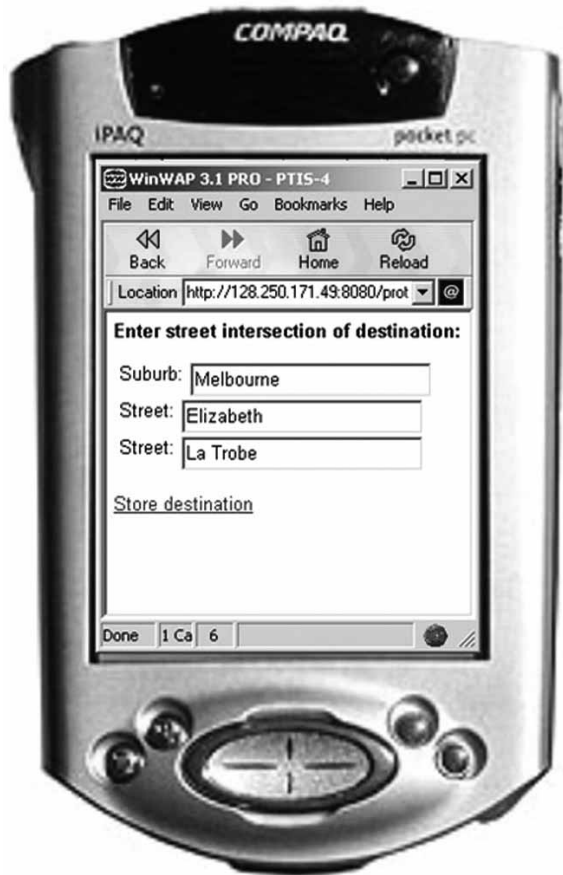 COMPAQ
iPAQ pocket pc
WinWAP 3.1 PRO - PTIS-4
File Edit View Go Bookmarks Help
Back Forward Home Reload
Location http://128.250.171.49:8080/prot @
Enter street intersection of destination:
Suburb: Melbourne
Street: Elizabeth
Street: La Trobe
Store destination
Done 1 Ca 6